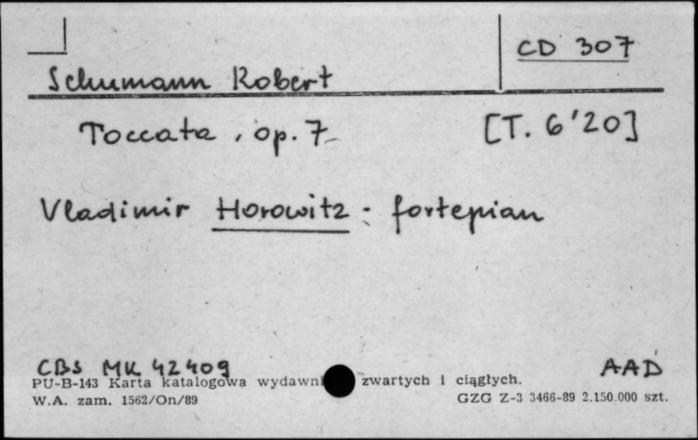 CD 307
Schumann Robert
Toccata, op. 7 [T. 6'20]
Vladimir Horowitz - fortepian
CBS MK 42409 AAD
PU-B-143 Karta katalogowa wydawni zwartych i ciągłych.
W.A. zam. 1562/On/89 GZG Z-3 3466-89 2.150.000 szt.